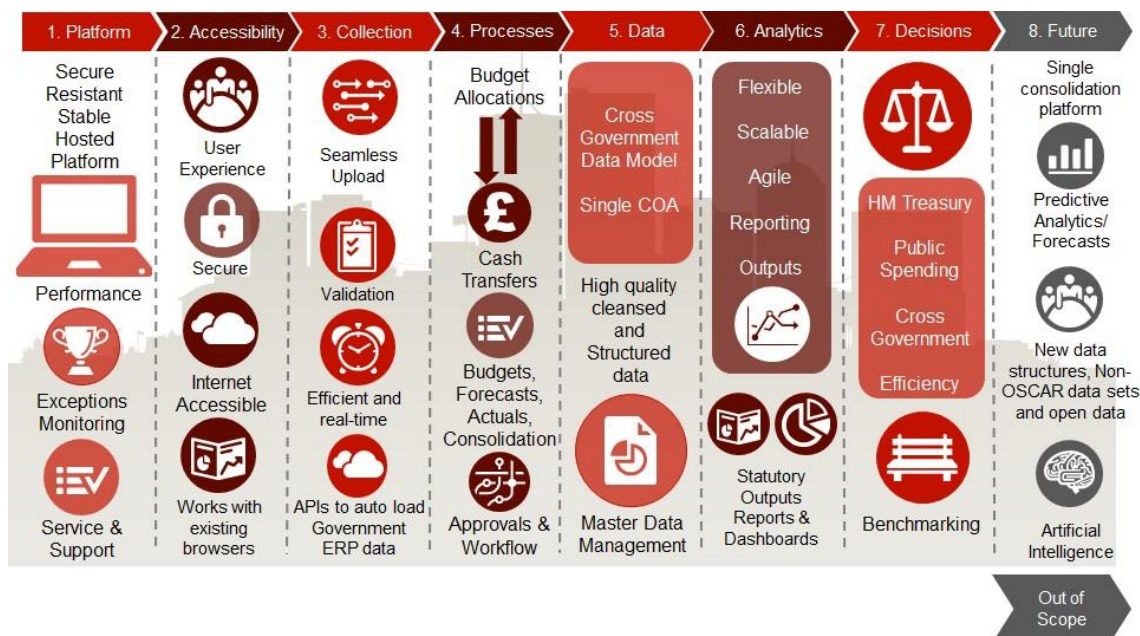 1. Platform
2. Accessibility
3. Collection
4. Processes
5. Data
6. Analytics
7. Decisions
8. Future
Secure
Resistant
Stable
Hosted
Platform
Performance
Exceptions
Monitoring
Service &
Support
User
Experience
Secure
Internet
Accessible
Works with
existing
browsers
Seamless
Upload
Validation
Efficient and
real-time
APIs to auto load
Government
ERP data
Budget
Allocations
£
Cash
Transfers
Budgets,
Forecasts,
Actuals,
Consolidation
Approvals &
Workflow
Cross
Government
Data Model
Single COA
High quality
cleansed
and
Structured
data
Master Data
Management
Flexible
Scalable
Agile
Reporting
Outputs
Statutory
Outputs
Reports &
Dashboards
HM Treasury
Public
Spending
Cross
Government
Efficiency
Benchmarking
Single
consolidation
platform
Predictive
Analytics/
Forecasts
New data
structures, Non-
OSCAR data sets
and open data
Artificial
Intelligence
Out of
Scope